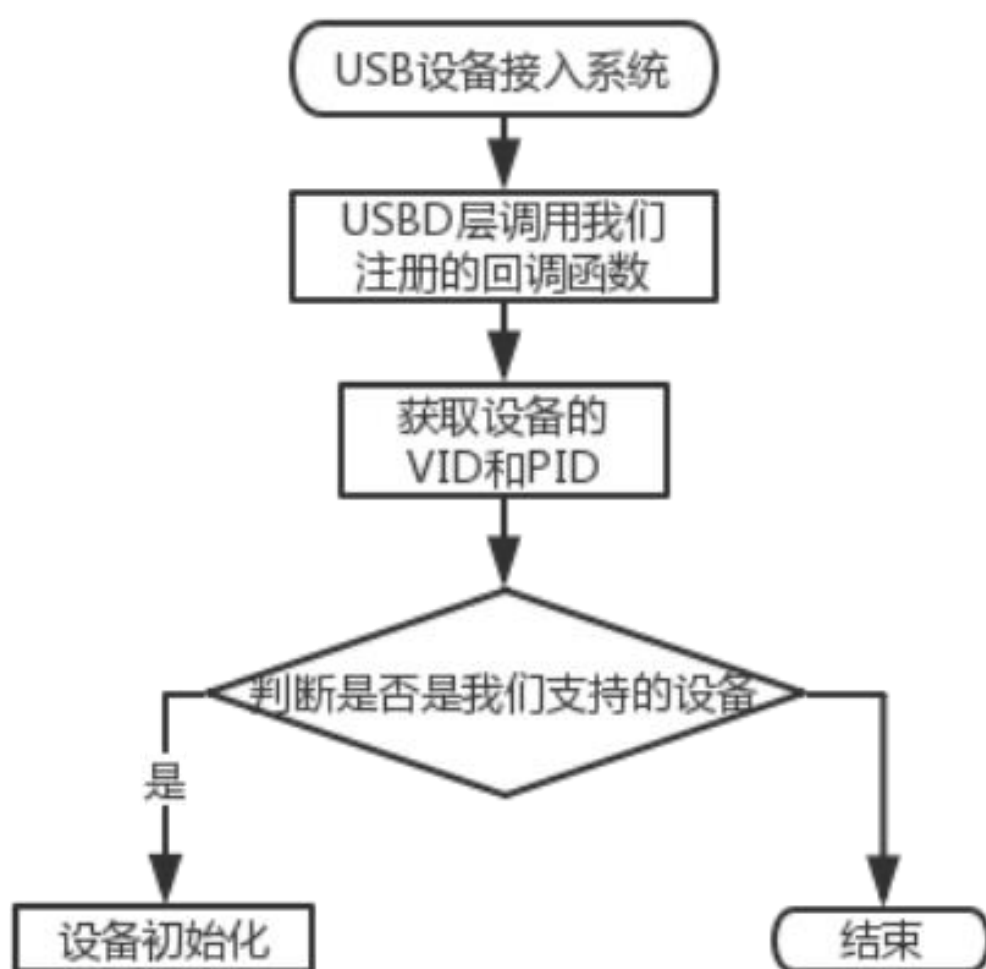 USB设备接入系统
USBD层调用我们
注册的回调函数
获取设备的
VID和PID
判断是否是我们支持的设备
是
设备初始化
结束